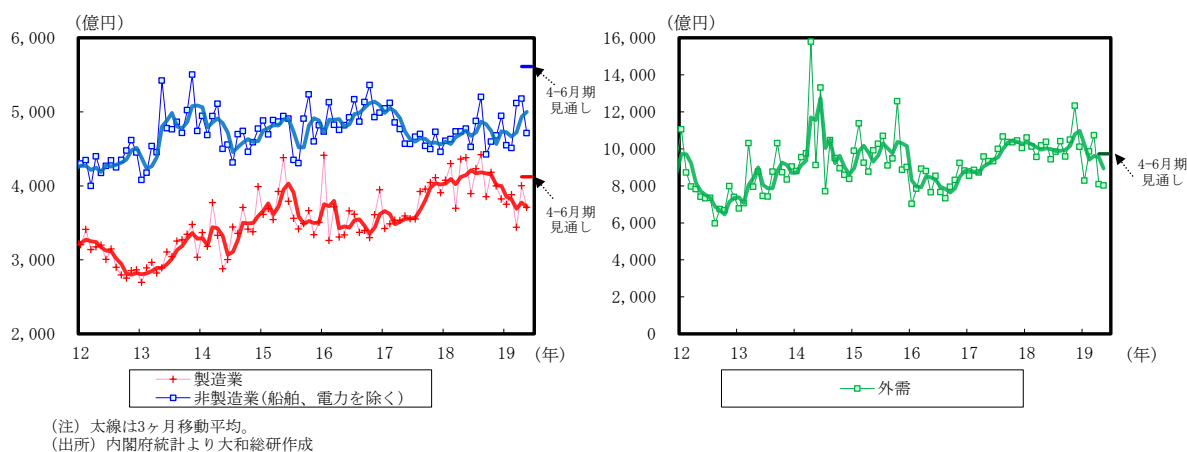 （億円）
6,000
5,000
4,000
3,000
2,000
12 13 14 15 16 17 18 19 （年）
4-6月期
見通し
4-6月期
見通し
製造業
非製造業(船舶、電力を除く)
（億円）
16,000
14,000
12,000
10,000
8,000
6,000
4,000
2,000
0
12 13 14 15 16 17 18 19 （年）
4-6月期
見通し
外需
（注）太線は3ヶ月移動平均。
（出所）内閣府統計より大和総研作成